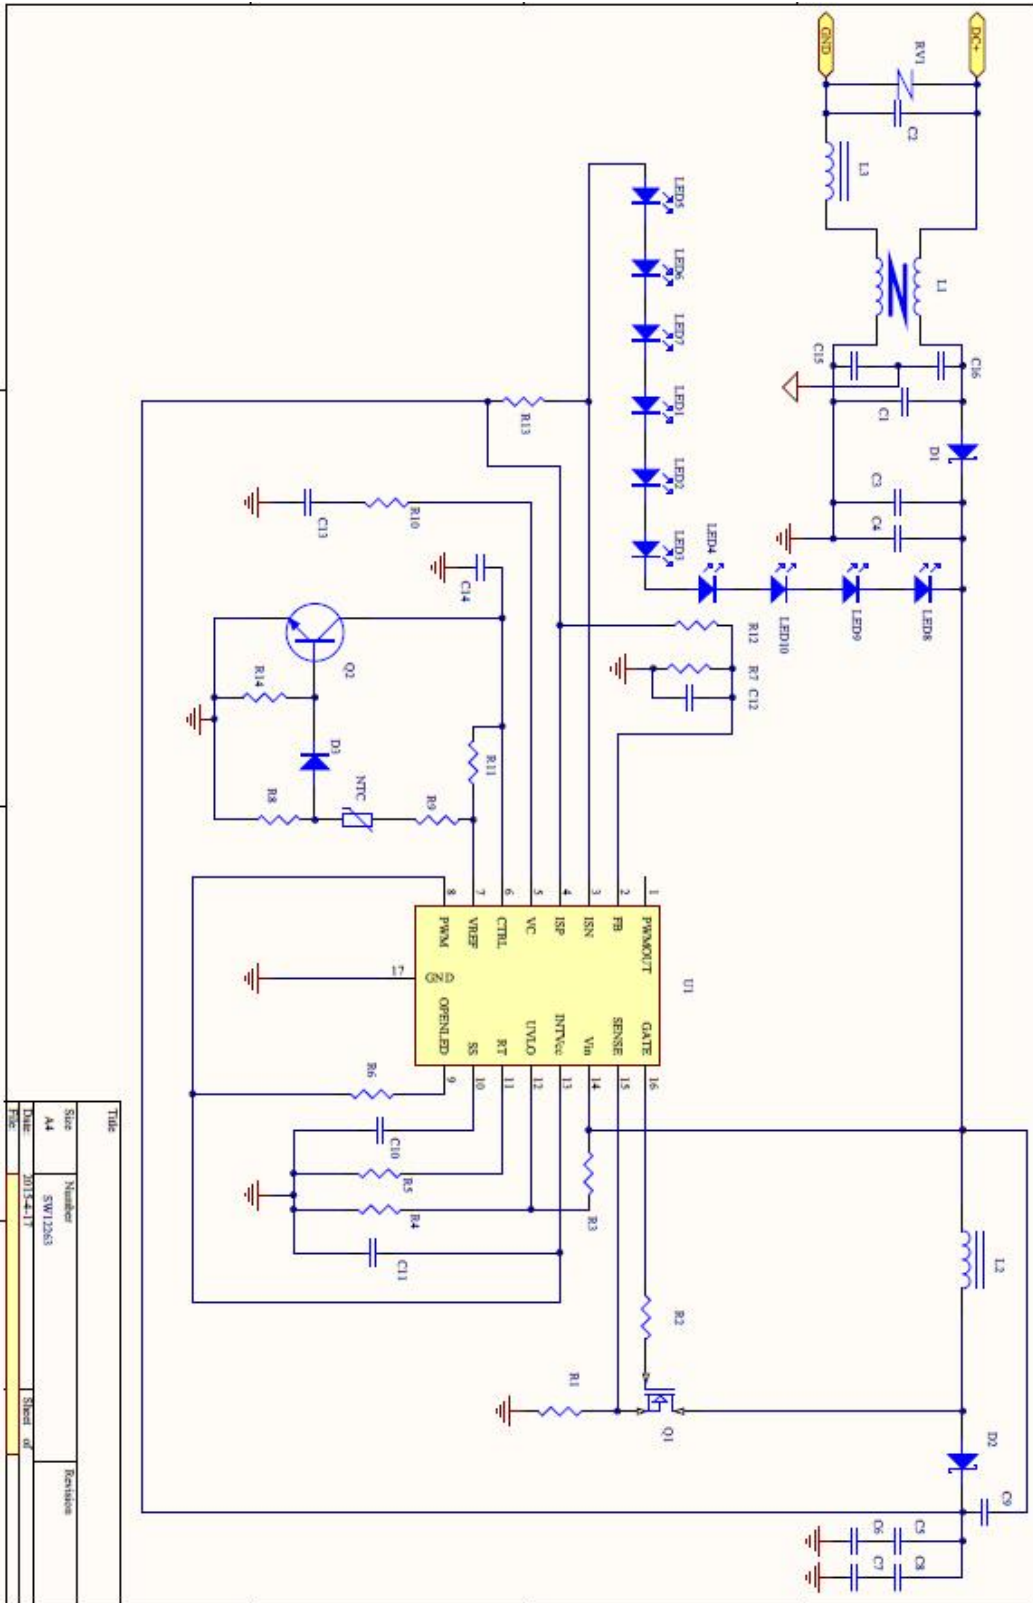 DC+
GND
RV1
C2
L3
L1
C16
C15
C1
D1
C3
C4
LED5
LED6
LED7
LED1
LED2
LED3
LED4
LED10
LED9
LED8
R13
R10
C13
C14
R12
R7
C12
Q2
R14
D3
R11
NTC
R9
R8
U1
1 PWMOUT
2 FB
3 ISN
4 ISP
5 VC
6 CTRL
7 VREF
8 PWM
17 GND
GATE 16
SENSE 15
Vin 14
INTVcc 13
UVLO 12
RT 11
SS 10
OPENLED 9
R6
C10
R5
R4
C11
R3
R2
R1
Q1
L2
D2
C9
C5
C6
C8
C7
Title
Size
A4
Number
SW12263
Revision
Date:
2015-4-17
Sheet of
File: